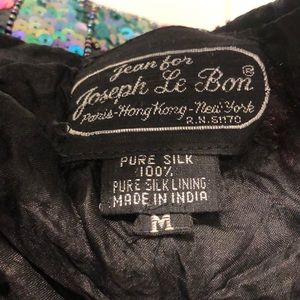 Jean for
Joseph Le Bon®
Paris-Hong Kong-New York
R.N. 51170
PURE SILK
100%
PURE SILK LINING
MADE IN INDIA
M